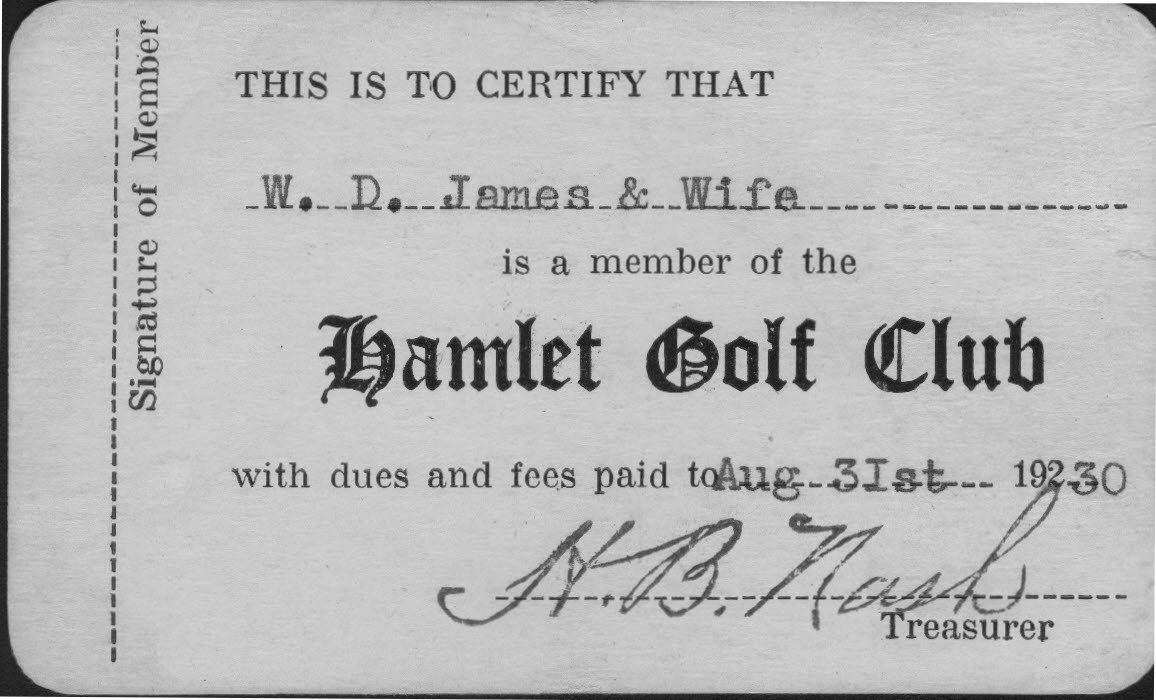 Signature of Member
THIS IS TO CERTIFY THAT
W. D. James & Wife
is a member of the
Hamlet Golf Club
with dues and fees paid to Aug 3Ist 19230
H. B. Nash
Treasurer